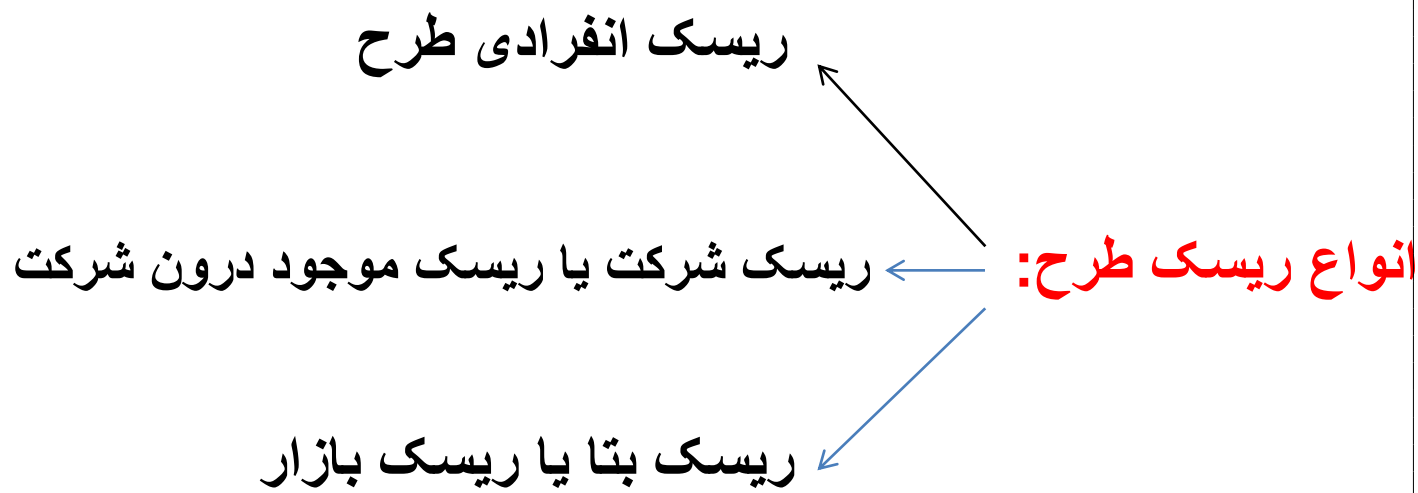 انواع ریسک طرح:
ریسک انفرادی طرح
ریسک شرکت یا ریسک موجود درون شرکت
ریسک بتا یا ریسک بازار